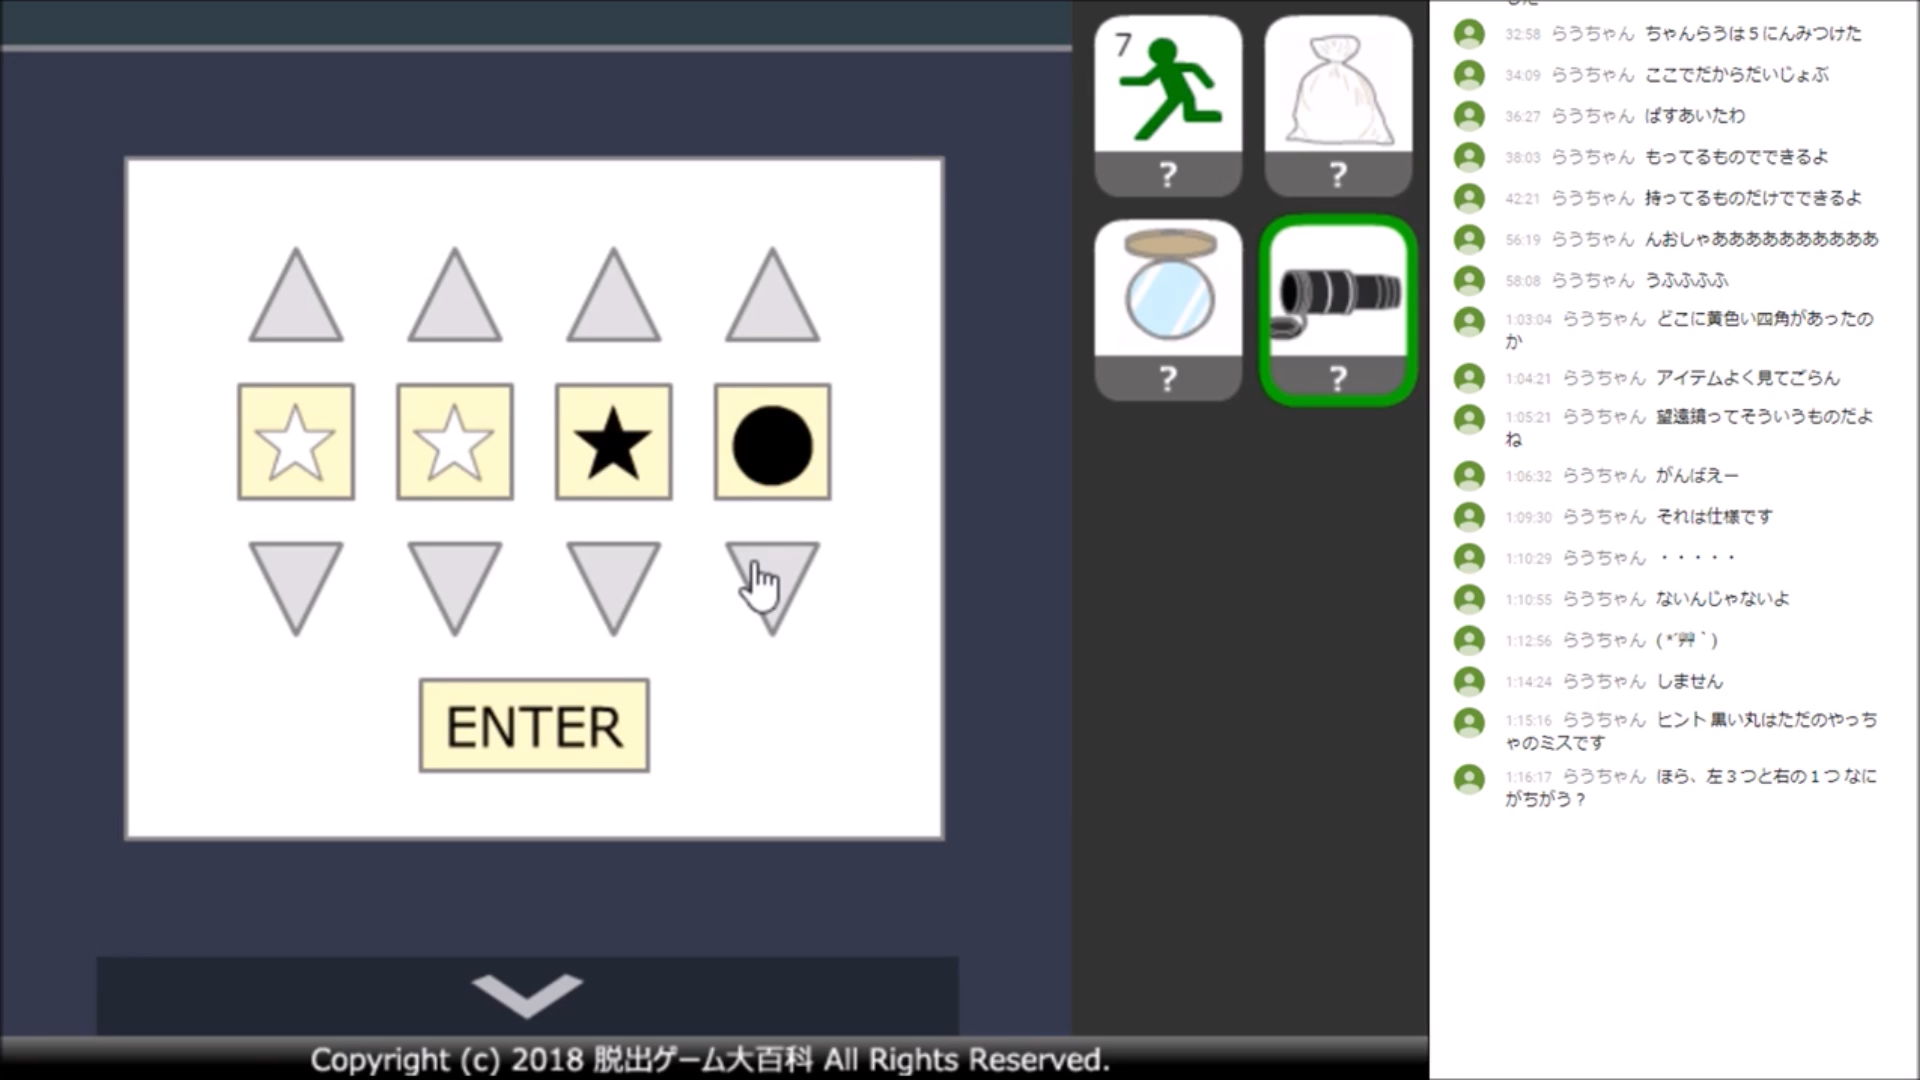 ENTER
Copyright (c) 2018 脱出ゲーム大百科 All Rights Reserved.
7
?
?
?
?
32:58 らうちゃん ちゃんらうは５にんみつけた
34:09 らうちゃん ここでだからだいじょぶ
36:27 らうちゃん ぱすあいたわ
38:03 らうちゃん もってるものでできるよ
42:21 らうちゃん 持ってるものだけでできるよ
56:19 らうちゃん んおしゃああああああああああ
58:08 らうちゃん うふふふふ
1:03:04 らうちゃん どこに黄色い四角があったの
か
1:04:21 らうちゃん アイテムよく見てごらん
1:05:21 らうちゃん 望遠鏡ってそういうものだよ
ね
1:06:32 らうちゃん がんばえー
1:09:30 らうちゃん それは仕様です
1:10:29 らうちゃん ・・・・・
1:10:55 らうちゃん ないんじゃないよ
1:12:56 らうちゃん (*´艸｀)
1:14:24 らうちゃん しません
1:15:16 らうちゃん ヒント 黒い丸はただのやっち
ゃのミスです
1:16:17 らうちゃん ほら、左３つと右の１つ なに
がちがう？